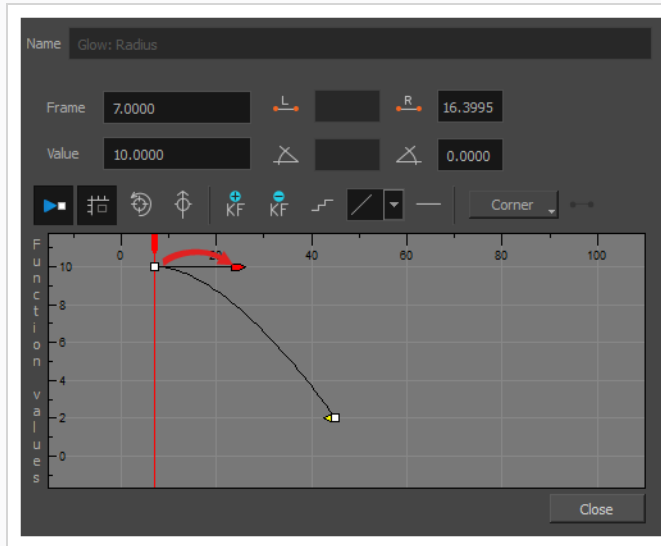 Name Glow: Radius
Frame 7.0000 L R 16.3995
Value 10.0000 0.0000
KF KF Corner
0 20 40 60 80 100
Function values
10
8
6
4
2
0
Close